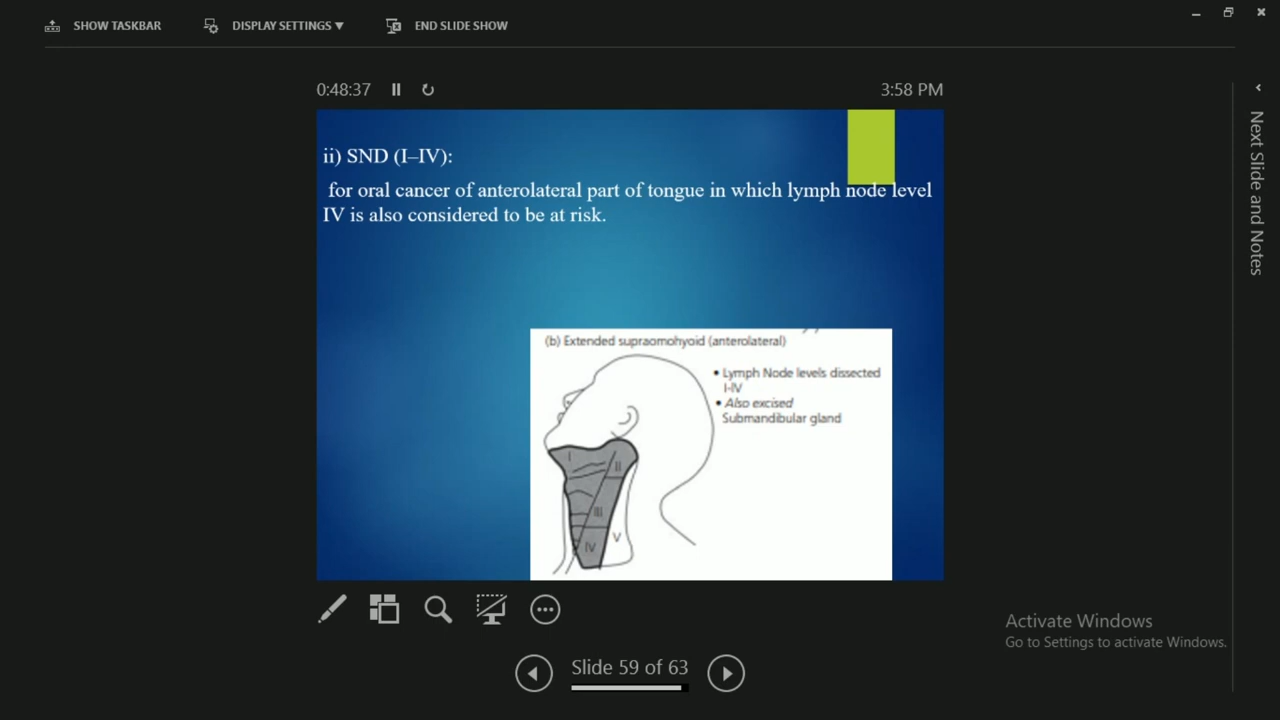 SHOW TASKBAR
DISPLAY SETTINGS ▼
END SLIDE SHOW
0:48:37
3:58 PM
Next Slide and Notes
ii) SND (I–IV):
for oral cancer of anterolateral part of tongue in which lymph node level
IV is also considered to be at risk.
(b) Extended supraomohyoid (anterolateral)
• Lymph Node levels dissected
I-IV
• Also excised
Submandibular gland
I
II
III
IV
V
Activate Windows
Go to Settings to activate Windows.
Slide 59 of 63